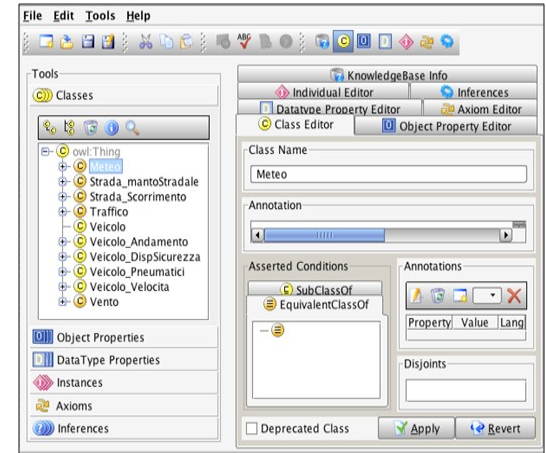 File Edit Tools Help
ABC
Tools
Classes
owl:Thing
Meteo
Strada_mantoStradale
Strada_Scorrimento
Traffico
Veicolo
Veicolo_Andamento
Veicolo_DispSicurezza
Veicolo_Pneumatici
Veicolo_Velocita
Vento
Object Properties
DataType Properties
Instances
Axioms
Inferences
KnowledgeBase Info
Individual Editor Inferences
Datatype Property Editor Axiom Editor
Class Editor Object Property Editor
Class Name
Meteo
Annotation
Asserted Conditions
SubClassOf
EquivalentClassOf
Annotations
Property Value Lang
Disjoints
Deprecated Class Apply Revert